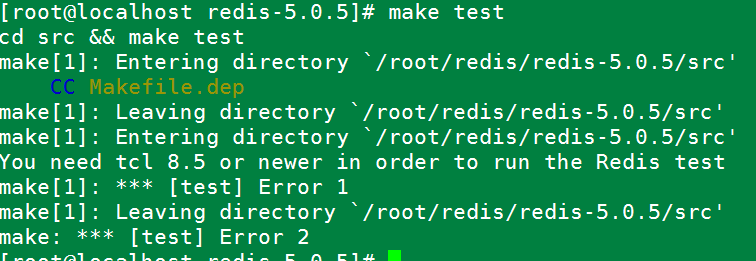 [root@localhost redis-5.0.5]# make test
cd src && make test
make[1]: Entering directory `/root/redis/redis-5.0.5/src'
    CC Makefile.dep
make[1]: Leaving directory `/root/redis/redis-5.0.5/src'
make[1]: Entering directory `/root/redis/redis-5.0.5/src'
You need tcl 8.5 or newer in order to run the Redis test
make[1]: *** [test] Error 1
make[1]: Leaving directory `/root/redis/redis-5.0.5/src'
make: *** [test] Error 2
[root@localhost redis-5.0.5]#